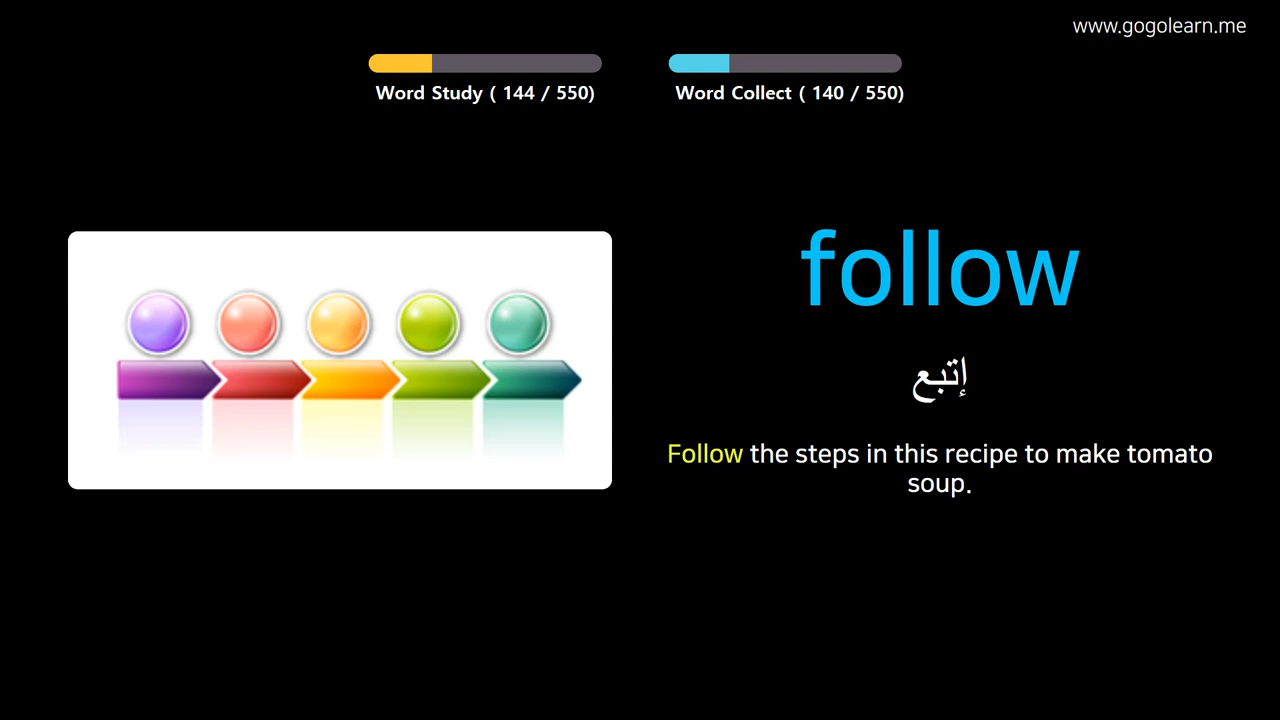 www.gogolearn.me
Word Study ( 144 / 550)
Word Collect ( 140 / 550)
follow
إتبع
Follow the steps in this recipe to make tomato
soup.